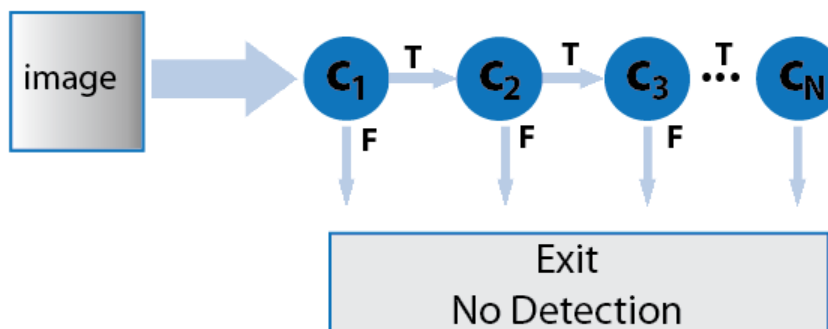 image
C1 T C2 T C3 T ... CN
F F F
Exit
No Detection